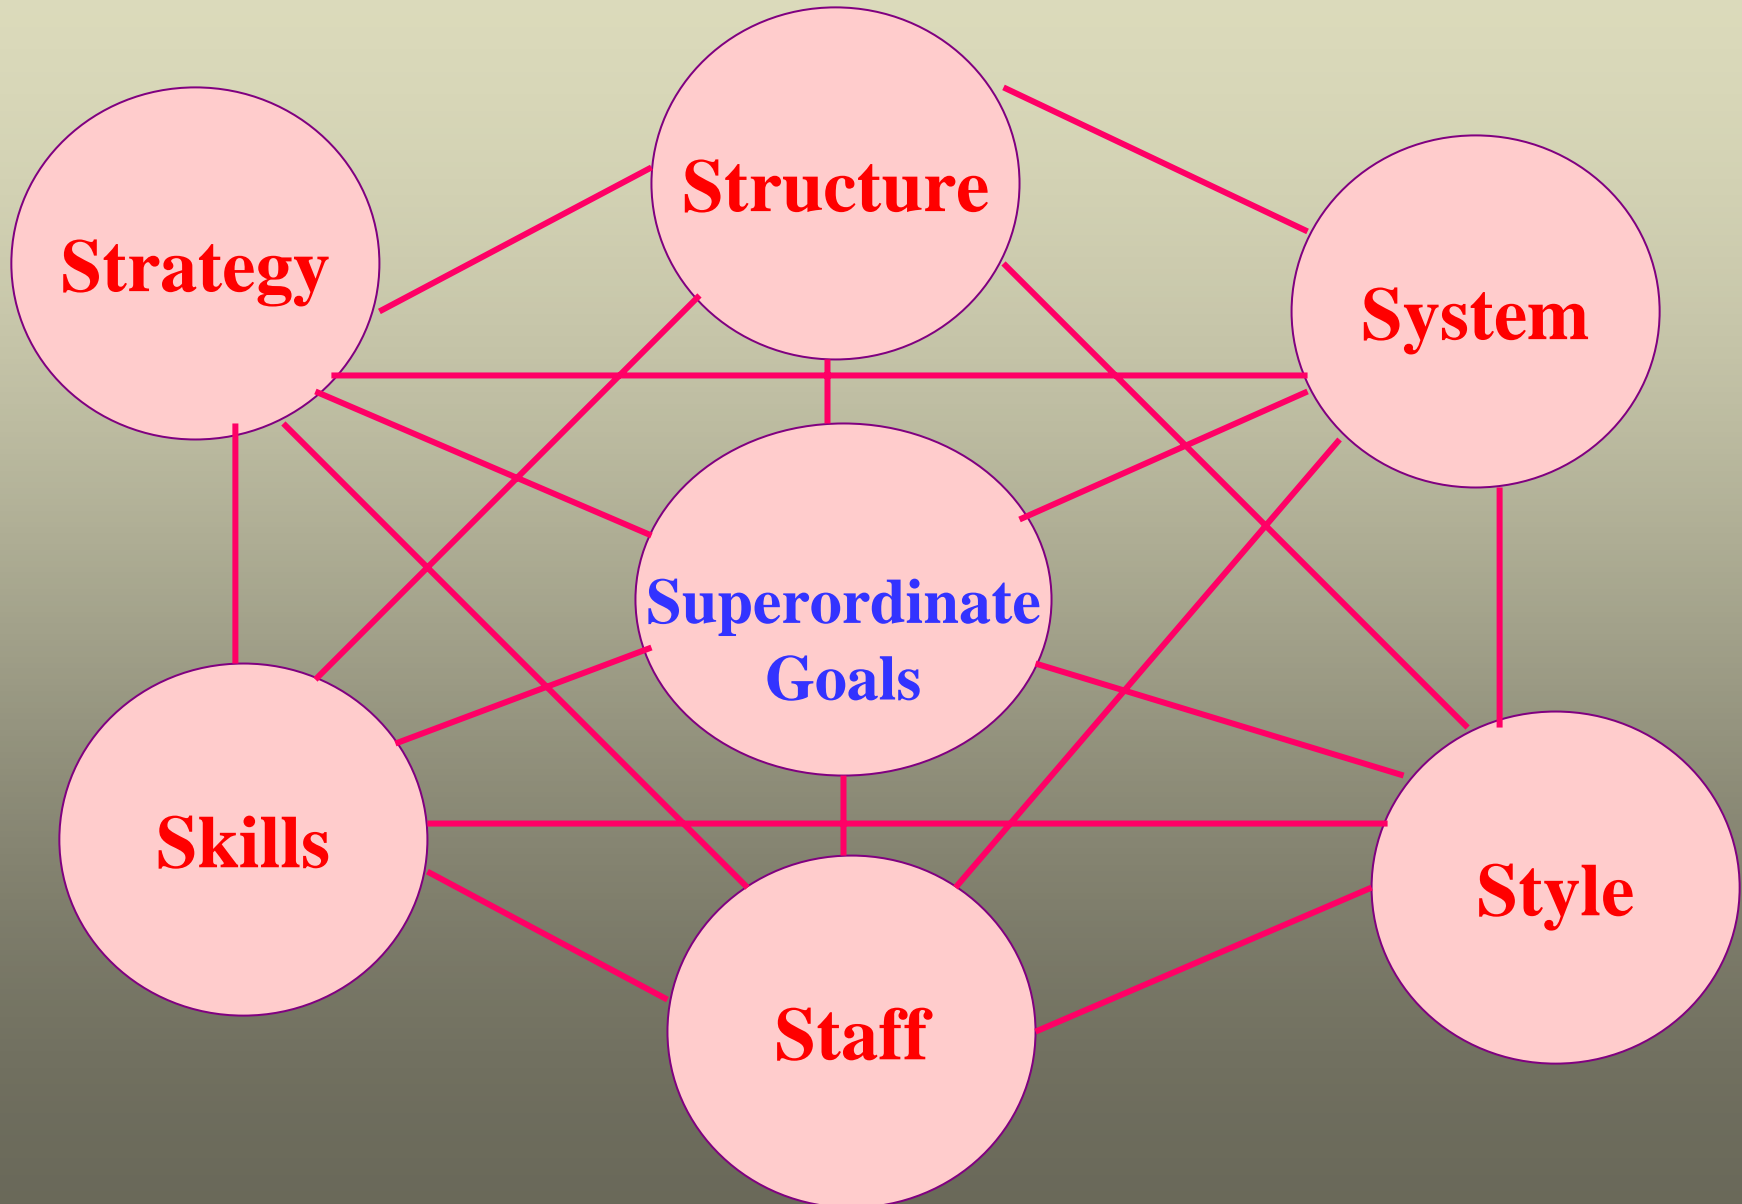 Structure
Strategy
System
Superordinate
Goals
Skills
Style
Staff